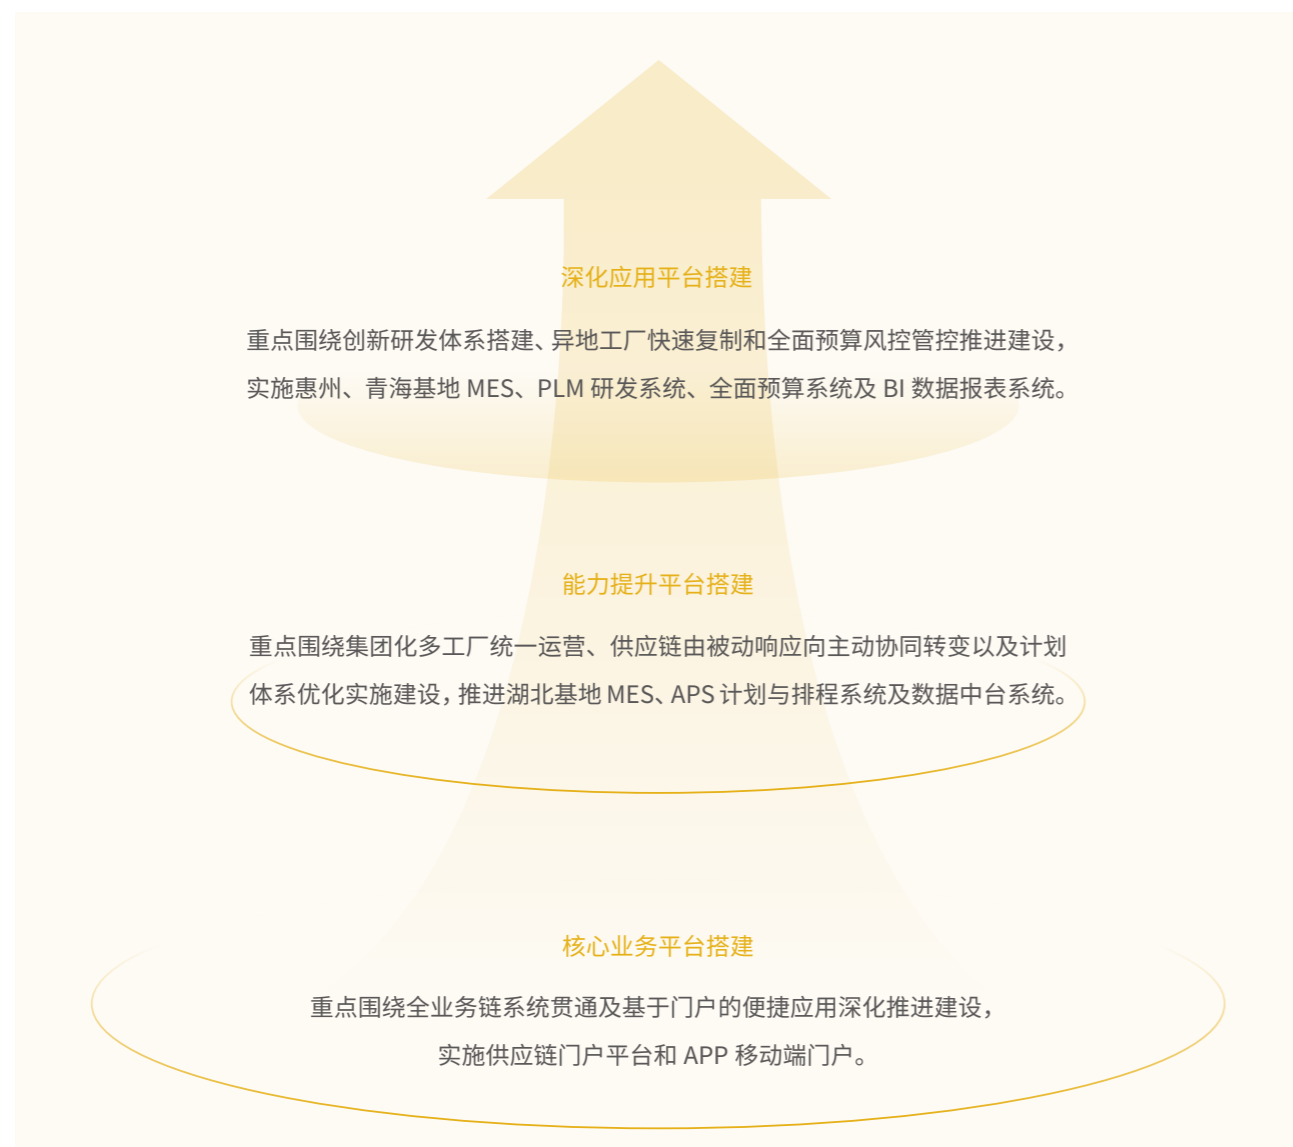 深化应用平台搭建
重点围绕创新研发体系搭建、异地工厂快速复制和全面预算风控管控推进建设，
实施惠州、青海基地 MES、PLM 研发系统、全面预算系统及 BI 数据报表系统。
能力提升平台搭建
重点围绕集团化多工厂统一运营、供应链由被动响应向主动协同转变以及计划
体系优化实施建设，推进湖北基地 MES、APS 计划与排程系统及数据中台系统。
核心业务平台搭建
重点围绕全业务链系统贯通及基于门户的便捷应用深化推进建设，
实施供应链门户平台和 APP 移动端门户。